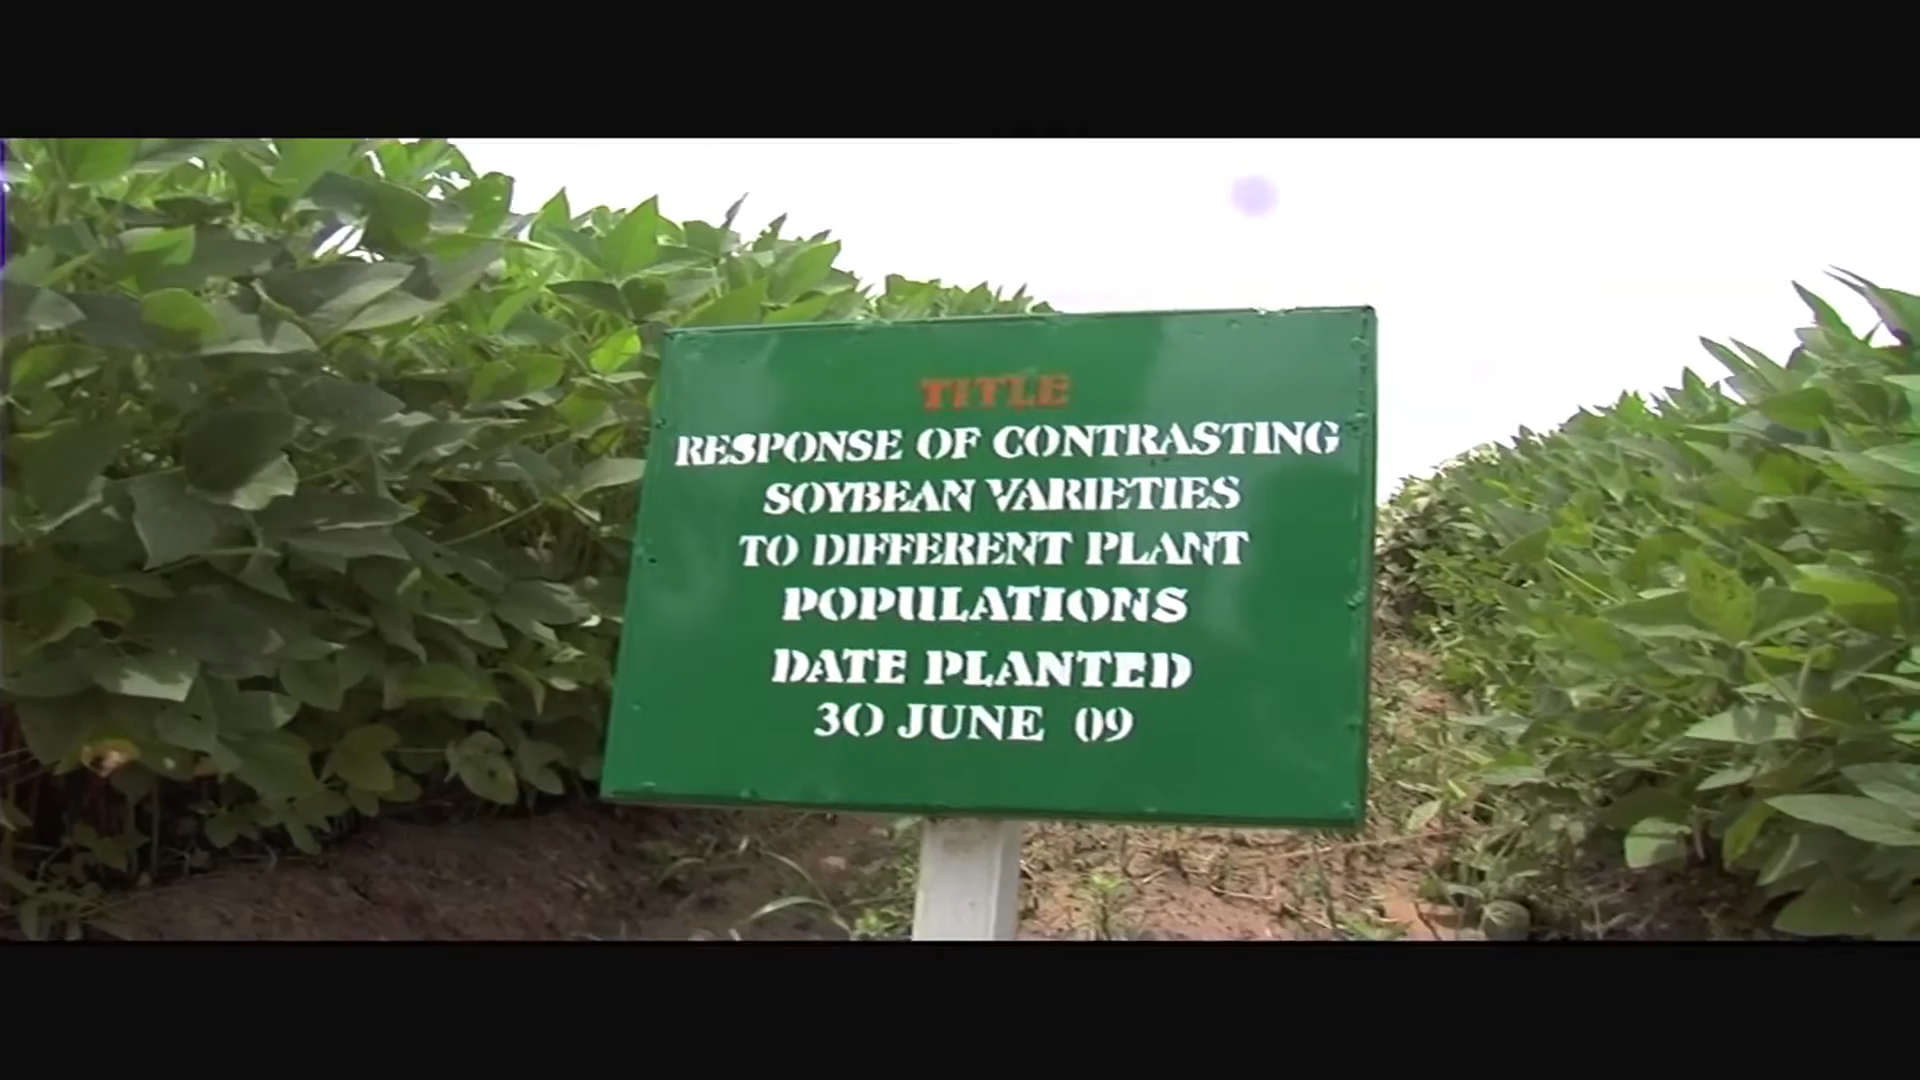 TITLE
RESPONSE OF CONTRASTING
SOYBEAN VARIETIES
TO DIFFERENT PLANT
POPULATIONS
DATE PLANTED
30 JUNE 09